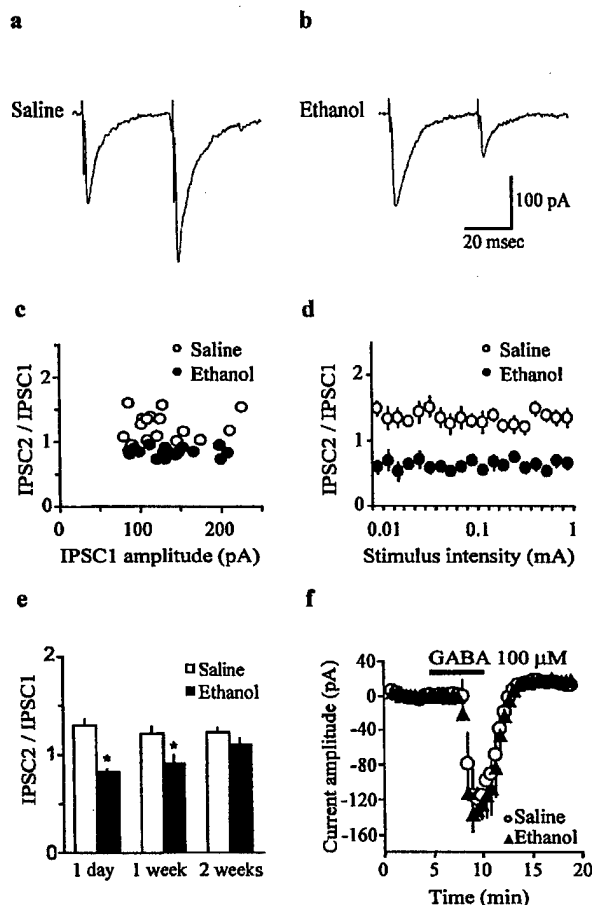 a
b
Saline
Ethanol
100 pA
20 msec
c
d
IPSC2 / IPSC1
2
1
0
Saline
Ethanol
0 100 200
IPSC1 amplitude (pA)
IPSC2 / IPSC1
2
1
0
Saline
Ethanol
0.01 0.1 1
Stimulus intensity (mA)
e
f
IPSC2 / IPSC1
2
1
0
Saline
Ethanol
* *
1 day 1 week 2 weeks
Current amplitude (pA)
GABA 100 μM
40
0
-40
-80
-120
-160
Saline
Ethanol
0 5 10 15 20
Time (min)